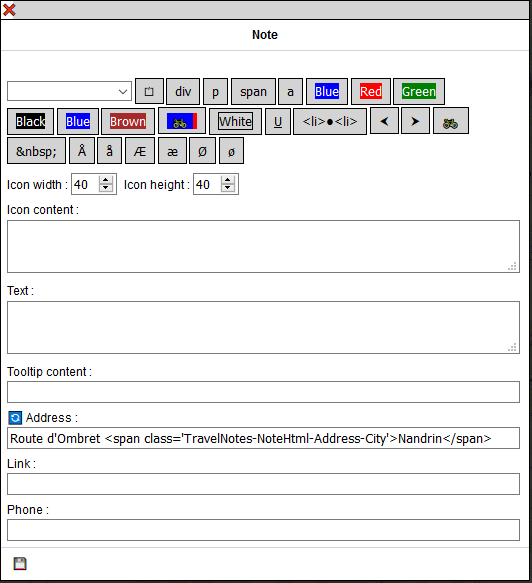 Note
div p span a Blue Red Green
Black Blue Brown White U <li>●<li> ⮜ ⮞
&nbsp; Å å Æ æ Ø ø
Icon width : 40 Icon height : 40
Icon content :
Text :
Tooltip content :
Address :
Route d'Ombret <span class='TravelNotes-NoteHtml-Address-City'>Nandrin</span>
Link :
Phone :